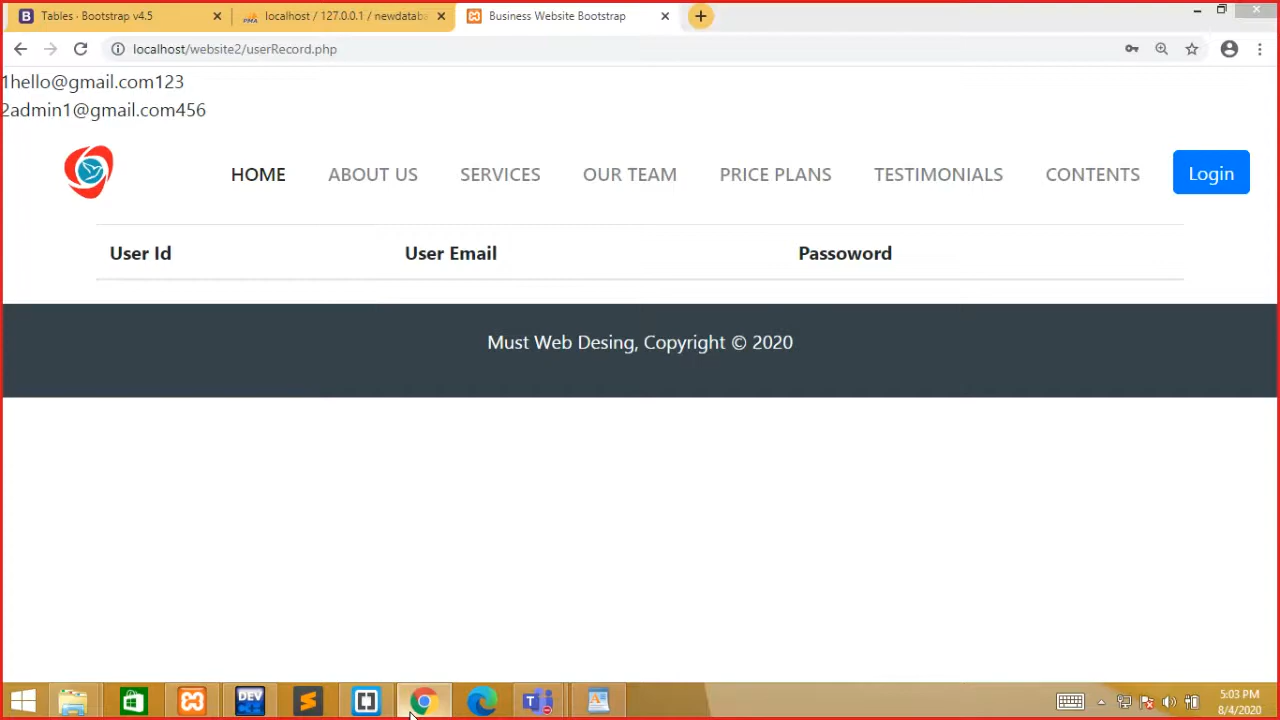 Tables · Bootstrap v4.5
localhost / 127.0.0.1 / newdataba
Business Website Bootstrap
localhost/website2/userRecord.php
1hello@gmail.com123
2admin1@gmail.com456
HOME ABOUT US SERVICES OUR TEAM PRICE PLANS TESTIMONIALS CONTENTS Login
User Id User Email Passoword
Must Web Desing, Copyright © 2020
DEV
5:03 PM
8/4/2020